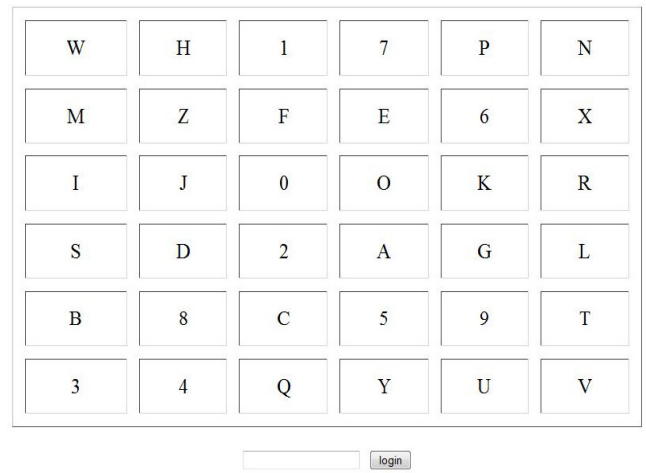 W H 1 7 P N
M Z F E 6 X
I J 0 O K R
S D 2 A G L
B 8 C 5 9 T
3 4 Q Y U V
login